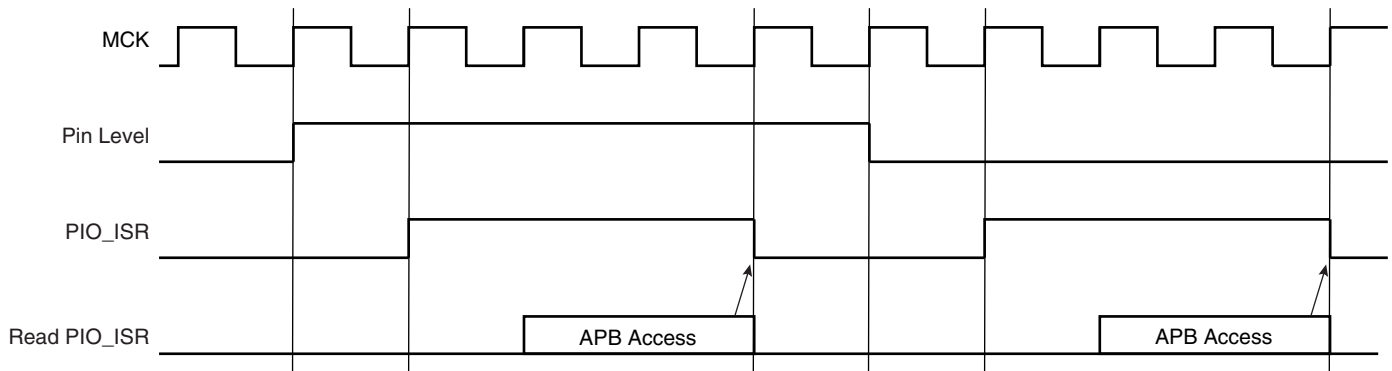 MCK
Pin Level
PIO_ISR
Read PIO_ISR
APB Access
APB Access